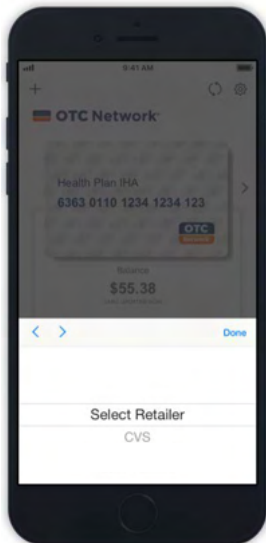 9:41 AM
OTC Network
Health Plan IHA
6363 0110 1234 1234 123
OTC
Network
Balance
$55.38
Done
Select Retailer
CVS